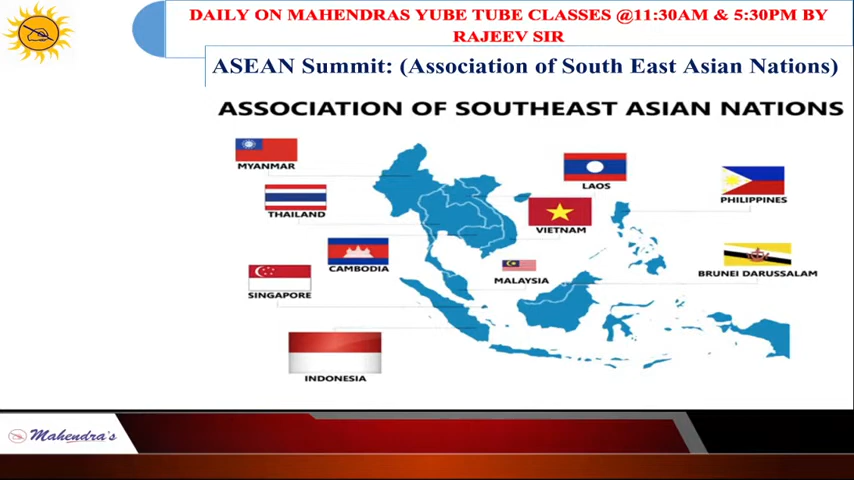 DAILY ON MAHENDRAS YUBE TUBE CLASSES @11:30AM & 5:30PM BY
RAJEEV SIR
ASEAN Summit: (Association of South East Asian Nations)
ASSOCIATION OF SOUTHEAST ASIAN NATIONS
MYANMAR
LAOS
THAILAND
PHILIPPINES
VIETNAM
CAMBODIA
BRUNEI DARUSSALAM
MALAYSIA
SINGAPORE
INDONESIA
Mahendra's